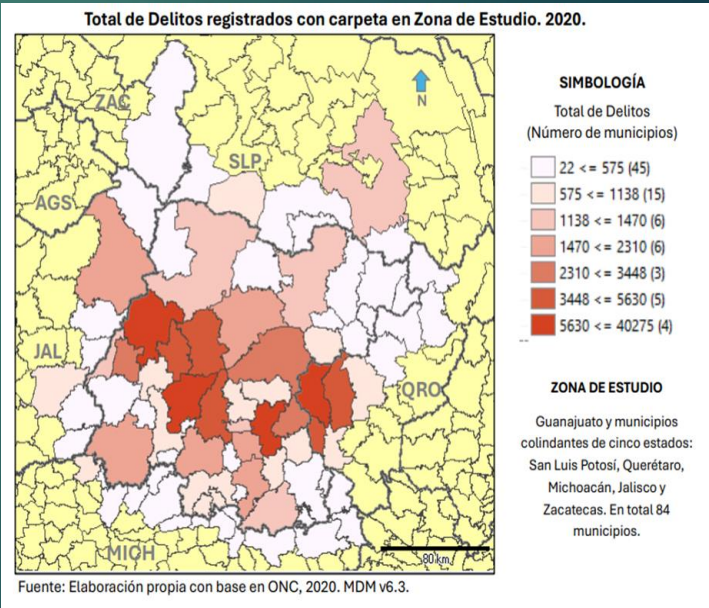 Total de Delitos registrados con carpeta en Zona de Estudio. 2020.
ZAC
SLP
AGS
JAL
QRO
MICH
N
80 km
SIMBOLOGÍA
Total de Delitos
(Número de municipios)
22 <= 575 (45)
575 <= 1138 (15)
1138 <= 1470 (6)
1470 <= 2310 (6)
2310 <= 3448 (3)
3448 <= 5630 (5)
5630 <= 40275 (4)
ZONA DE ESTUDIO
Guanajuato y municipios
colindantes de cinco estados:
San Luis Potosí, Querétaro,
Michoacán, Jalisco y
Zacatecas. En total 84
municipios.
Fuente: Elaboración propia con base en ONC, 2020. MDM v6.3.